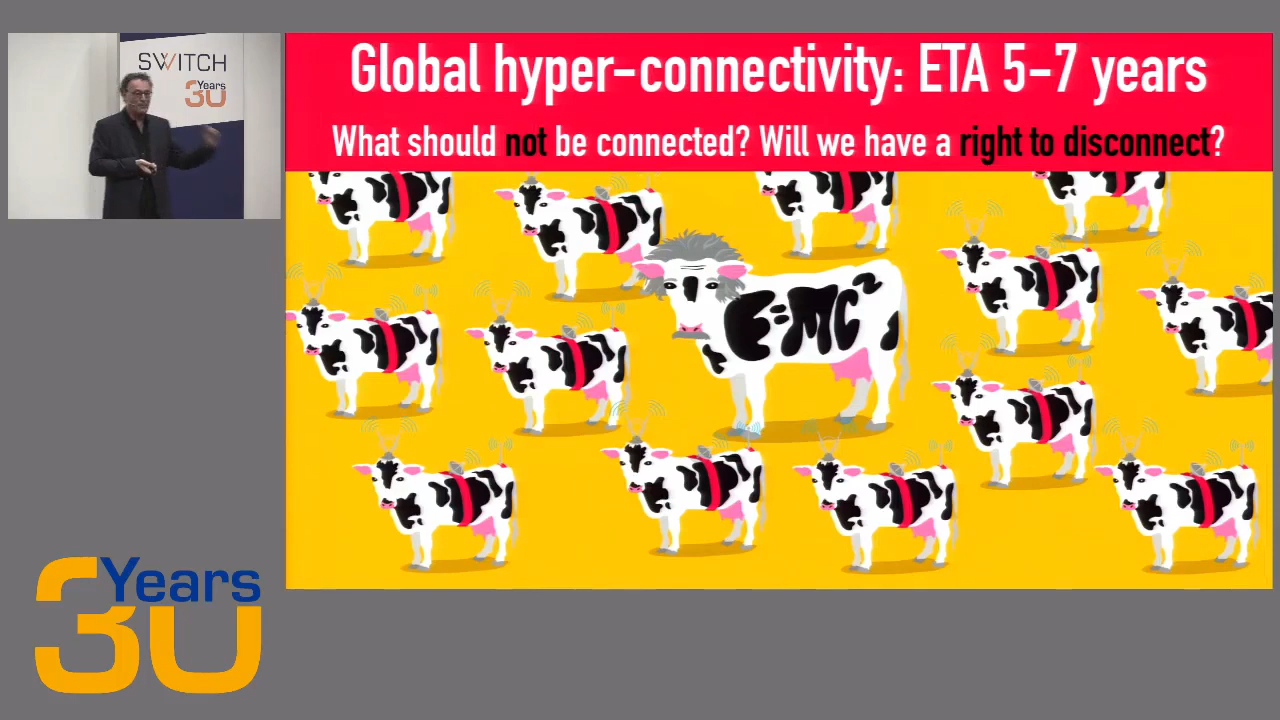 SWITCH
Years
30
Global hyper-connectivity: ETA 5-7 years
What should not be connected? Will we have a right to disconnect?
E=MC²
Years
30